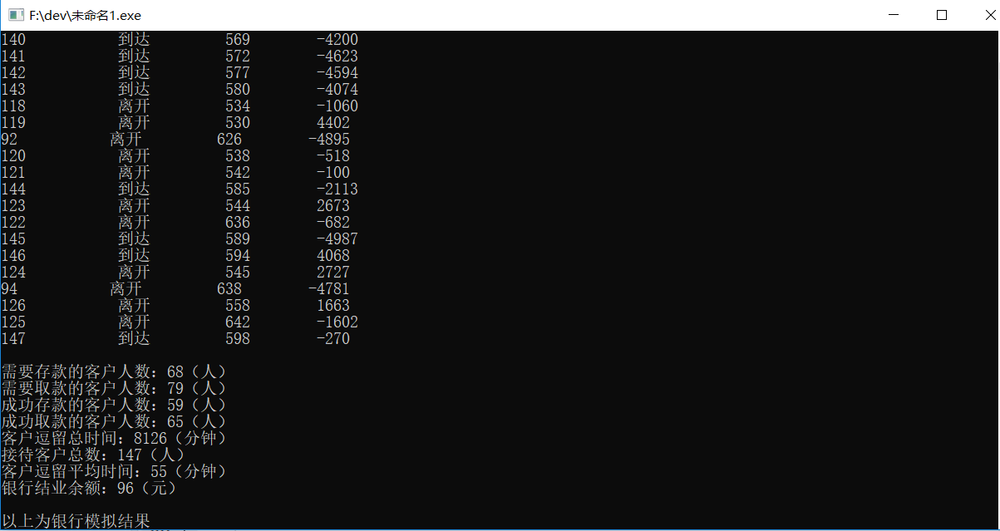 F:\dev\未命名1.exe
140 到达 569 -4200
141 到达 572 -4623
142 到达 577 -4594
143 到达 580 -4074
118 离开 534 -1060
119 离开 530 4402
92 离开 626 -4895
120 离开 538 -518
121 离开 542 -100
144 到达 585 -2113
123 离开 544 2673
122 离开 636 -682
145 到达 589 -4987
146 到达 594 4068
124 离开 545 2727
94 离开 638 -4781
126 离开 558 1663
125 离开 642 -1602
147 到达 598 -270
需要存款的客户人数：68（人）
需要取款的客户人数：79（人）
成功存款的客户人数：59（人）
成功取款的客户人数：65（人）
客户逗留总时间：8126（分钟）
接待客户总数：147（人）
客户逗留平均时间：55（分钟）
银行结业余额：96（元）
以上为银行模拟结果